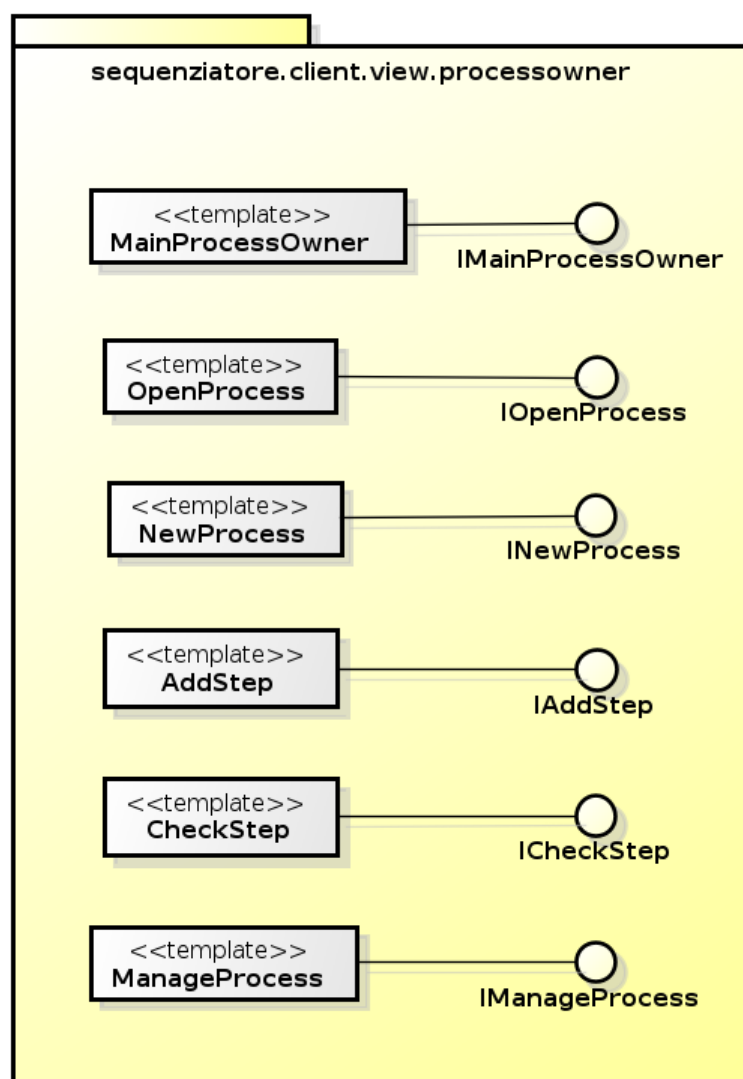 sequenziatore.client.view.processowner
<<template>>
MainProcessOwner
IMainProcessOwner
<<template>>
OpenProcess
IOpenProcess
<<template>>
NewProcess
INewProcess
<<template>>
AddStep
IAddStep
<<template>>
CheckStep
ICheckStep
<<template>>
ManageProcess
IManageProcess